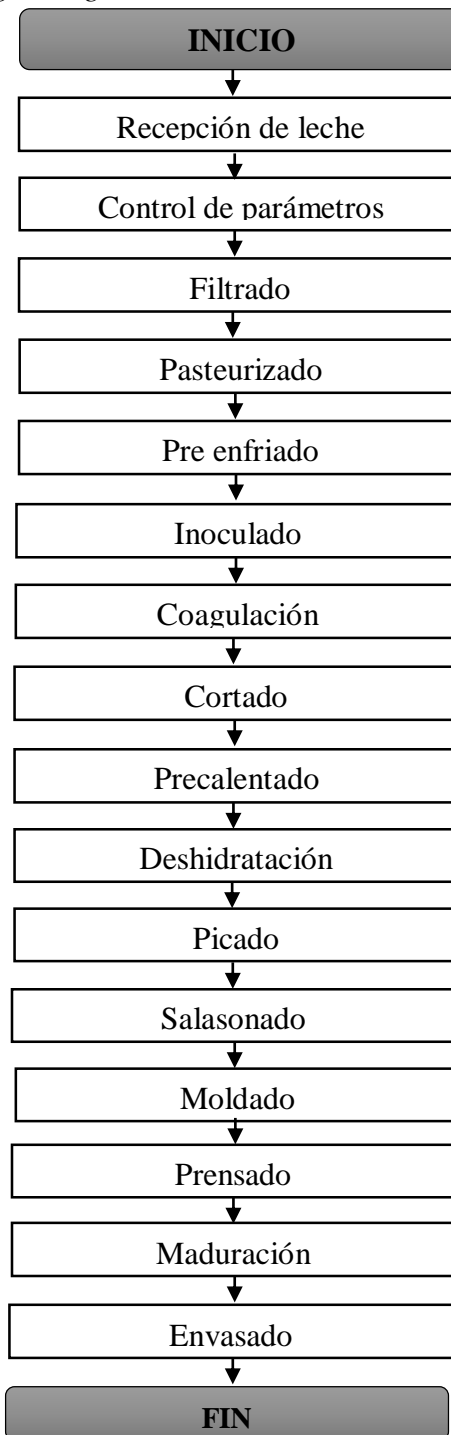 INICIO
Recepción de leche
Control de parámetros
Filtrado
Pasteurizado
Pre enfriado
Inoculado
Coagulación
Cortado
Precalentado
Deshidratación
Picado
Salasonado
Moldado
Prensado
Maduración
Envasado
FIN